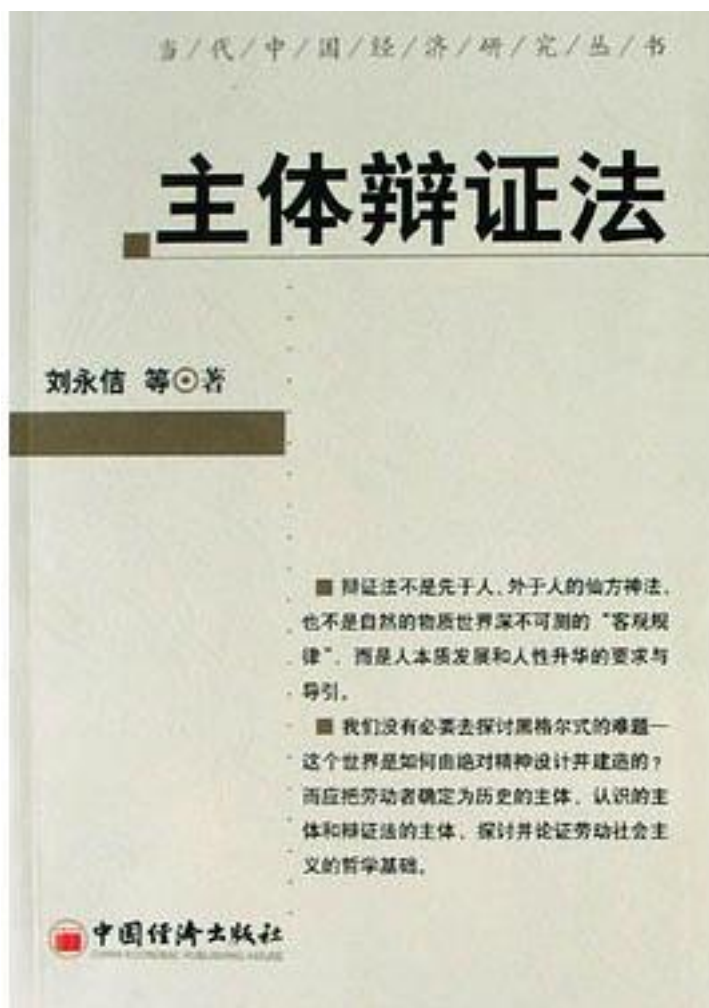 当/代/中/国/经/济/研/究/丛/书
主体辩证法
刘永佶 等⊙著
■ 辩证法不是先于人、外于人的仙方神法，
也不是自然的物质世界深不可测的“客观规
律”，而是人本质发展和人性升华的要求与
导引。
■ 我们没有必要去探讨黑格尔式的难题—
这个世界是如何由绝对精神设计并建造的？
而应把劳动者确定为历史的主体、认识的主
体和辩证法的主体，探讨并论证劳动社会主
义的哲学基础。
中国经济出版社
CHINA ECONOMIC PUBLISHING HOUSE